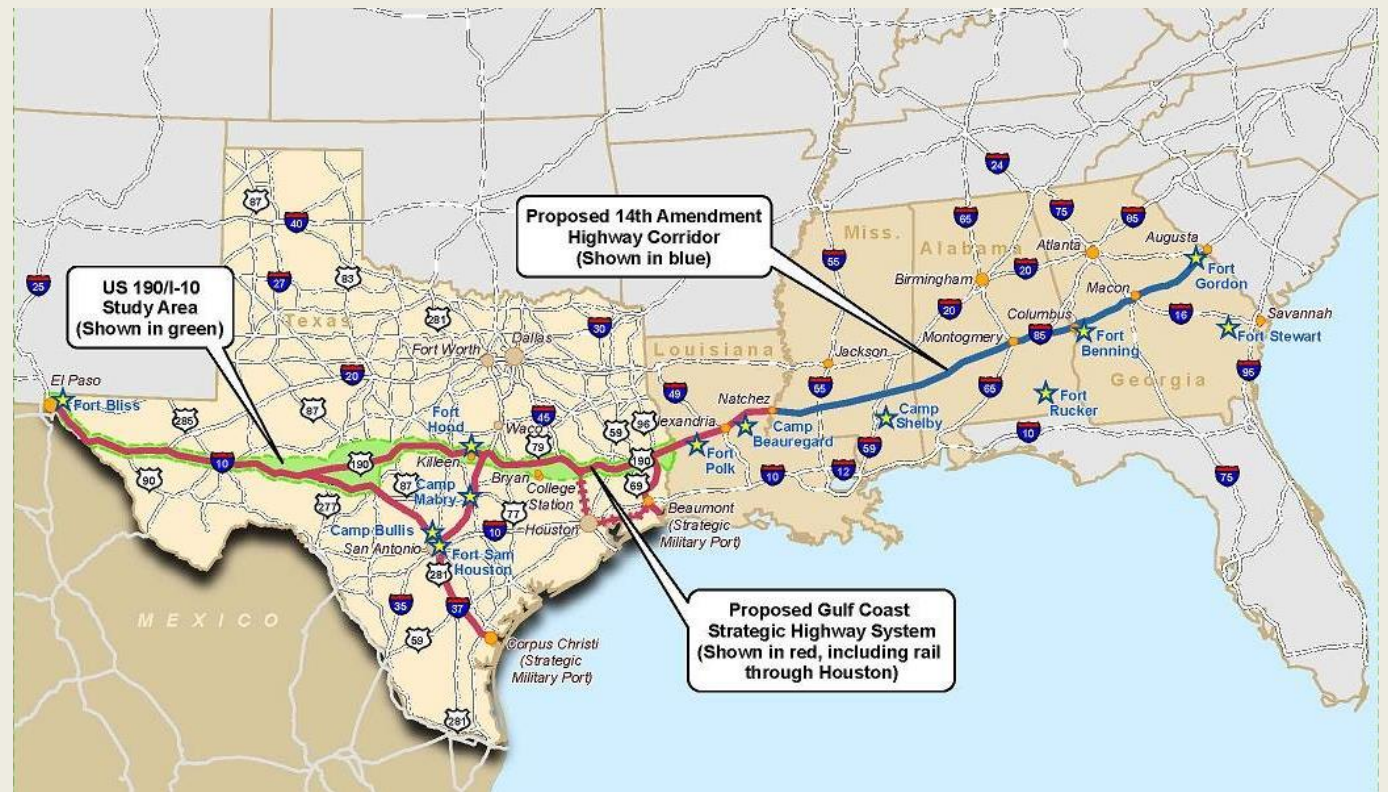 24
87
40
65
75
85
Proposed 14th Amendment
Highway Corridor
(Shown in blue)
Miss.
Alabama
Atlanta
Augusta
55
25
US 190/I-10
Study Area
(Shown in green)
27
83
Birmingham
20
Fort
Gordon
Texas
281
30
20
Macon
16
Savannah
Fort Worth
Dallas
Columbus
Montogmery
85
Fort
Benning
Fort Stewart
Louisiana
Jackson
El Paso
Fort Bliss
20
49
55
65
Georgia
95
285
87
Fort
Hood
45
Natchez
Fort
Rucker
Waco
59
96
lexandria
Camp
Beauregard
Camp
Shelby
10
79
10
190
Killeen
190
Fort
Polk
59
90
87
Bryan
College
Station
69
10
12
75
277
Camp
Mabry
77
Beaumont
(Strategic
Military Port)
Camp Bullis
10
Houston
San Antonio
Fort Sam
Houston
281
35
37
MEXICO
59
Corpus Christi
(Strategic
Military Port)
Proposed Gulf Coast
Strategic Highway System
(Shown in red, including rail
through Houston)
281